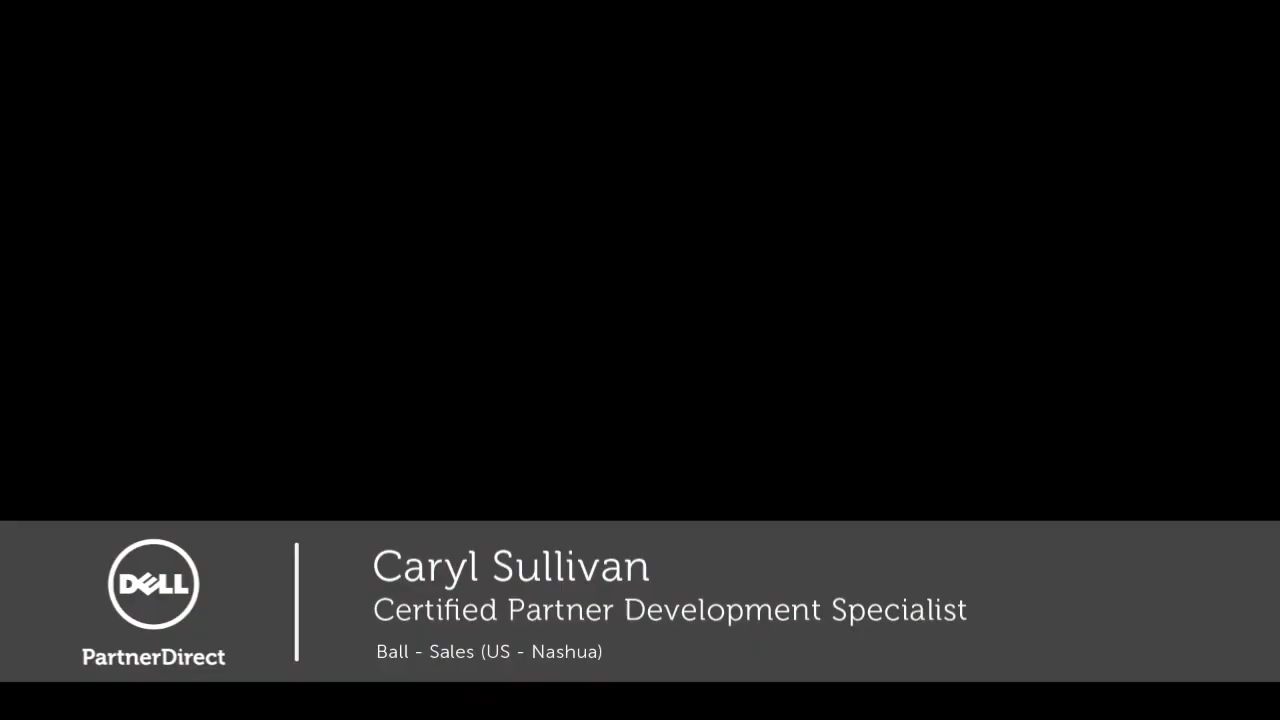 DELL
PartnerDirect
Caryl Sullivan
Certified Partner Development Specialist
Ball - Sales (US - Nashua)